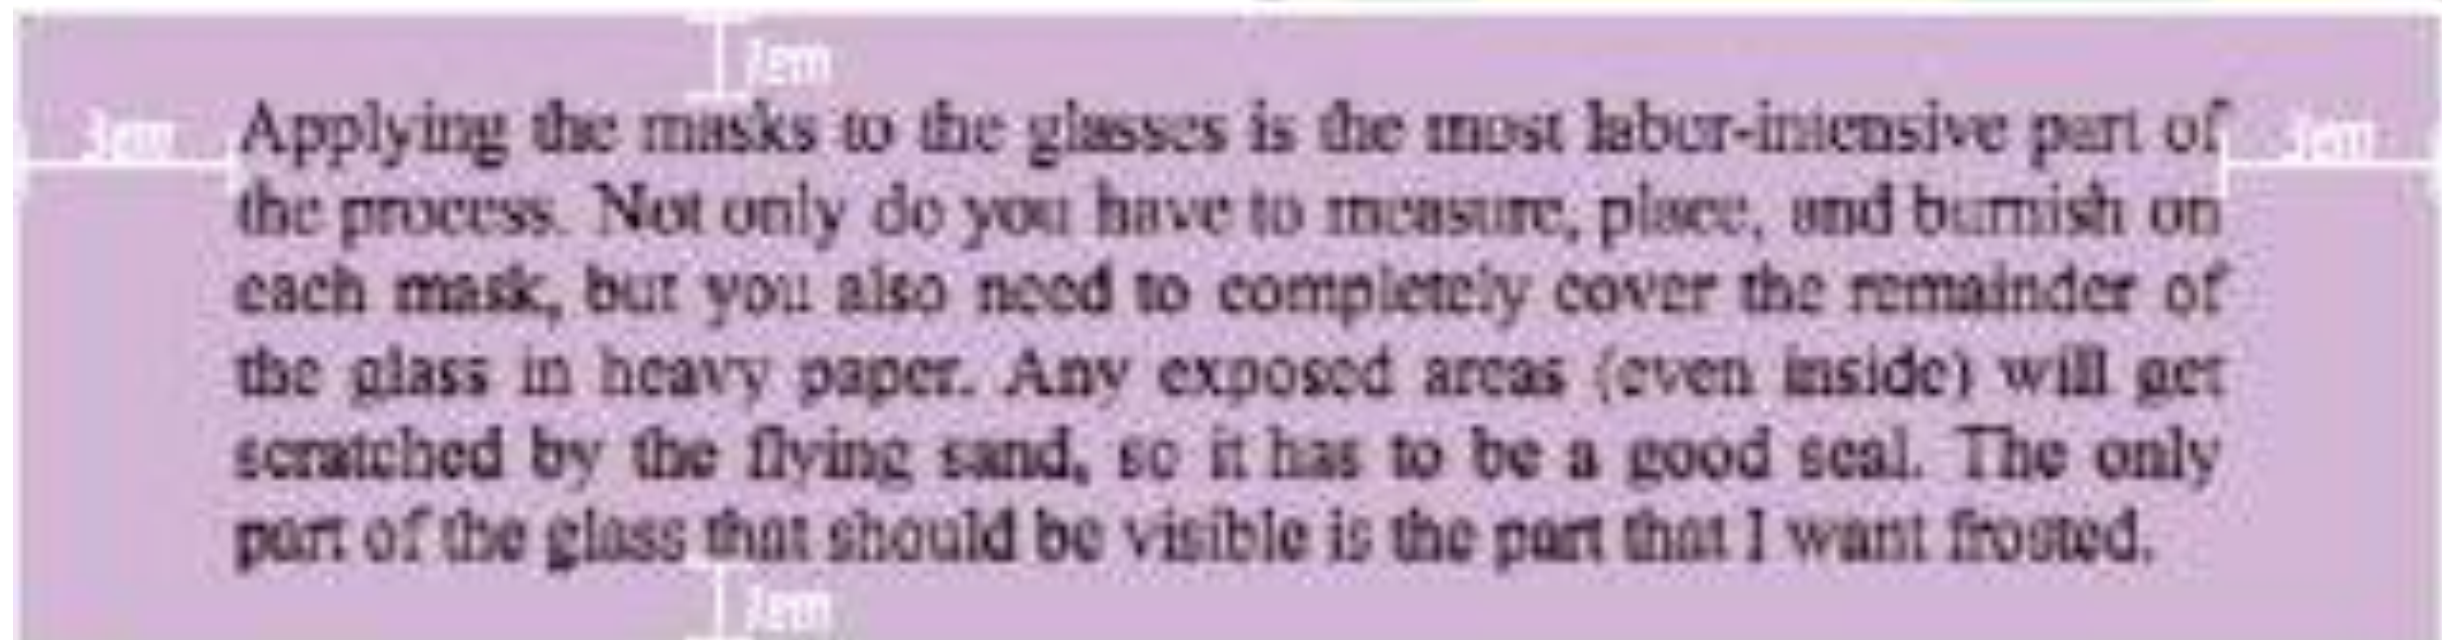 1em
3em
3em
Applying the masks to the glasses is the most labor-intensive part of
the process. Not only do you have to measure, place, and burnish on
each mask, but you also need to completely cover the remainder of
the glass in heavy paper. Any exposed areas (even inside) will get
scratched by the flying sand, so it has to be a good seal. The only
part of the glass that should be visible is the part that I want frosted.
1em